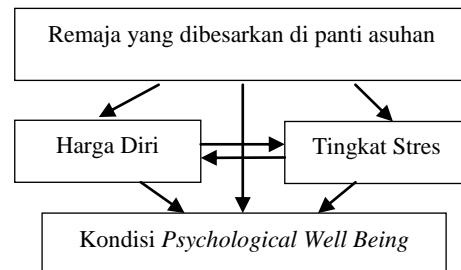 Remaja yang dibesarkan di panti asuhan
Harga Diri
Tingkat Stres
Kondisi Psychological Well Being